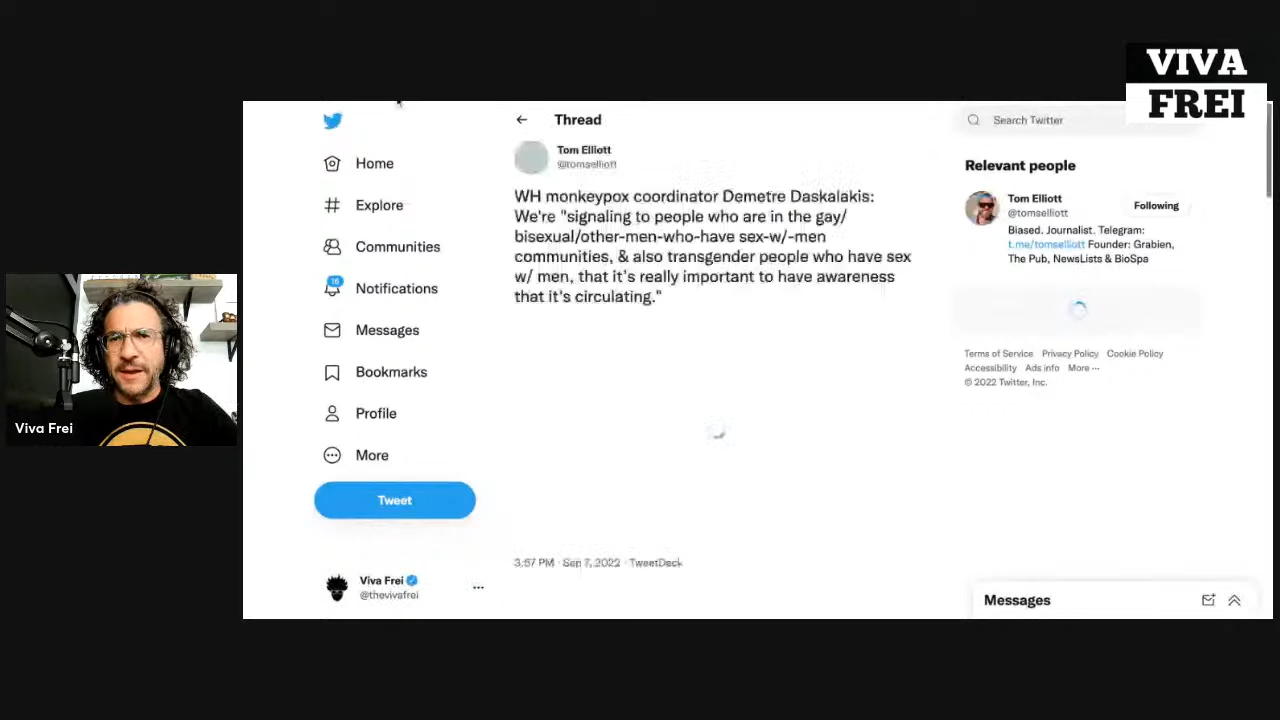 VIVA
FREI
Home
Explore
Communities
16
Notifications
Messages
Bookmarks
Profile
More
Tweet
Viva Frei
@thevivafrei
Thread
Tom Elliott
@tomselliott
WH monkeypox coordinator Demetre Daskalakis:
We're "signaling to people who are in the gay/
bisexual/other-men-who-have sex-w/-men
communities, & also transgender people who have sex
w/ men, that it's really important to have awareness
that it's circulating."
3:57 PM · Sep 7, 2022 · TweetDeck
Search Twitter
Relevant people
Tom Elliott
@tomselliott
Following
Biased. Journalist. Telegram:
t.me/tomselliott Founder: Grabien,
The Pub, NewsLists & BioSpa
Terms of Service Privacy Policy Cookie Policy
Accessibility Ads info More ···
© 2022 Twitter, Inc.
Messages
Viva Frei